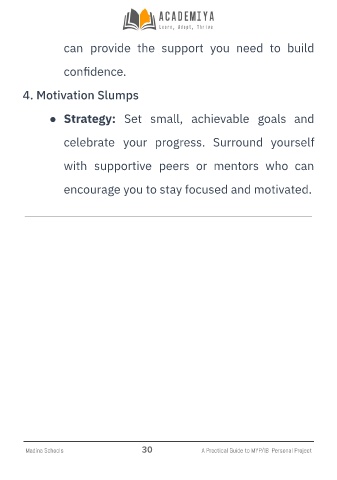 ACADEMIYA
Learn, Adapt, Thrive
can provide the support you need to build
confidence.
4. Motivation Slumps
● Strategy: Set small, achievable goals and
celebrate your progress. Surround yourself
with supportive peers or mentors who can
encourage you to stay focused and motivated.
Madina Schools 30 A Practical Guide to MYP/IB Personal Project